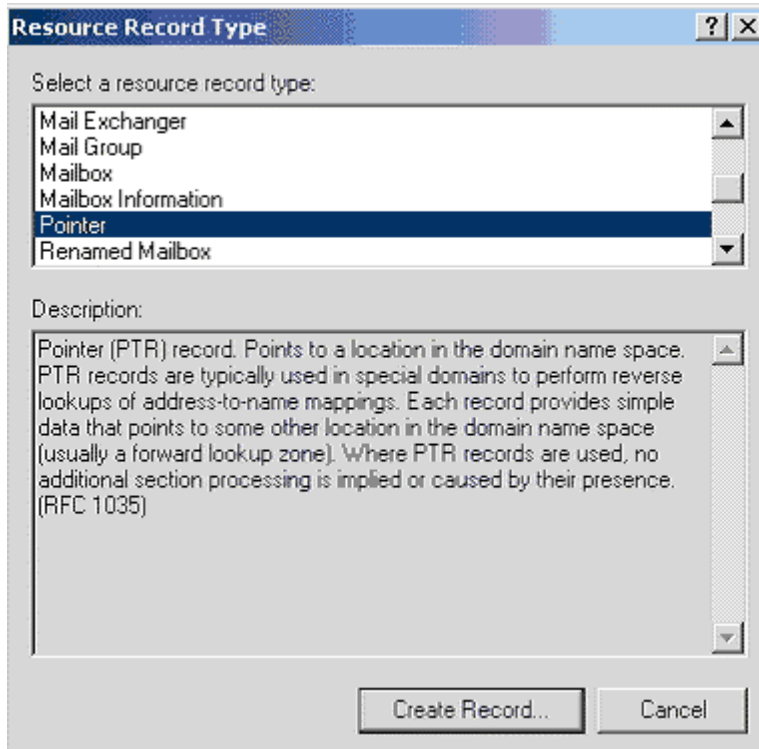 Resource Record Type
Select a resource record type:
Mail Exchanger
Mail Group
Mailbox
Mailbox Information
Pointer
Renamed Mailbox
Description:
Pointer (PTR) record. Points to a location in the domain name space.
PTR records are typically used in special domains to perform reverse
lookups of address-to-name mappings. Each record provides simple
data that points to some other location in the domain name space
(usually a forward lookup zone). Where PTR records are used, no
additional section processing is implied or caused by their presence.
(RFC 1035)
Create Record... Cancel